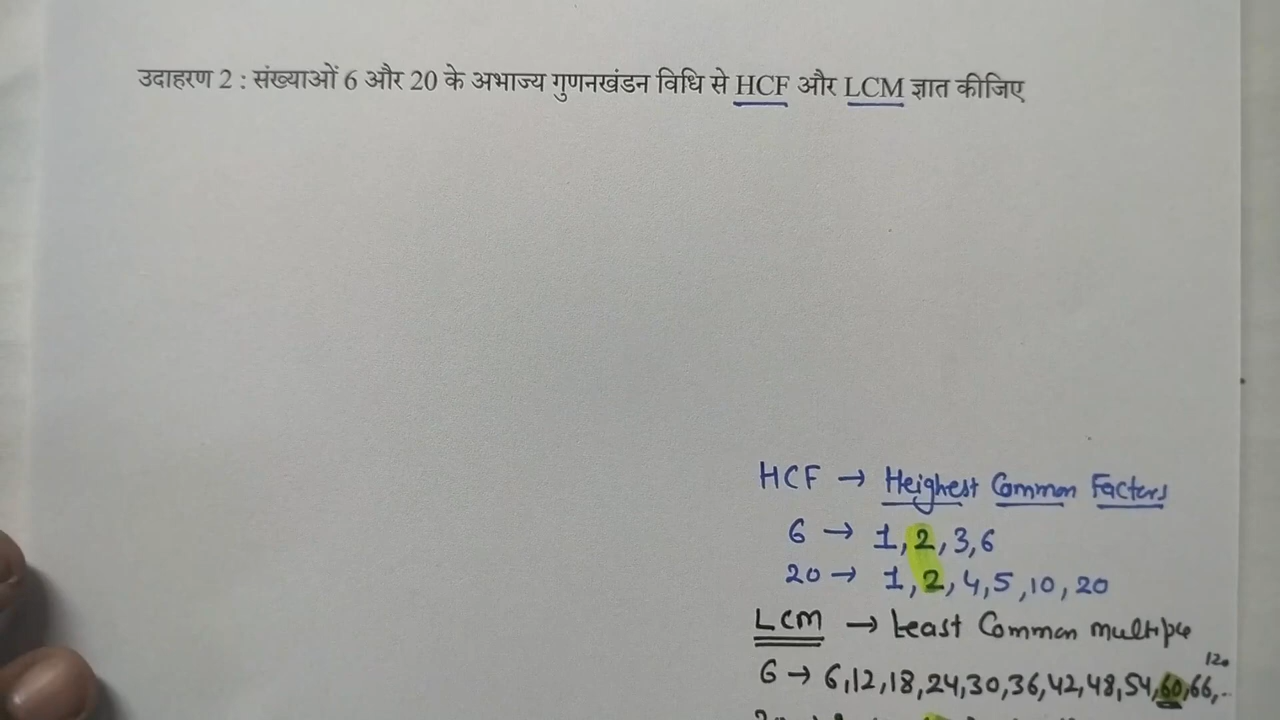 उदाहरण 2 : संख्याओं 6 और 20 के अभाज्य गुणनखंडन विधि से HCF और LCM ज्ञात कीजिए
HCF → Heighest Common Factors
6 → 1, 2, 3, 6
20 → 1, 2, 4, 5, 10, 20
LCM → Least Common multiple
120
6 → 6, 12, 18, 24, 30, 36, 42, 48, 54, 60, 66, ..